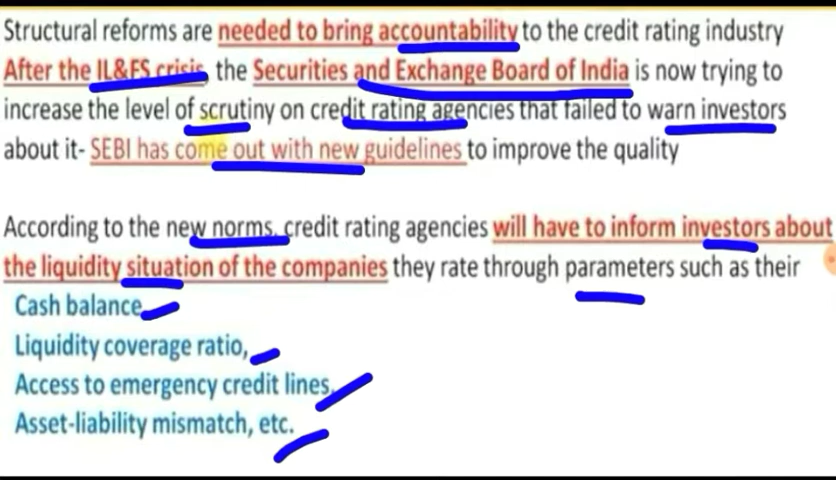 Structural reforms are needed to bring accountability to the credit rating industry
After the IL&FS crisis, the Securities and Exchange Board of India is now trying to
increase the level of scrutiny on credit rating agencies that failed to warn investors
about it- SEBI has come out with new guidelines to improve the quality
According to the new norms, credit rating agencies will have to inform investors about
the liquidity situation of the companies they rate through parameters such as their
Cash balance
Liquidity coverage ratio,
Access to emergency credit lines,
Asset-liability mismatch, etc.